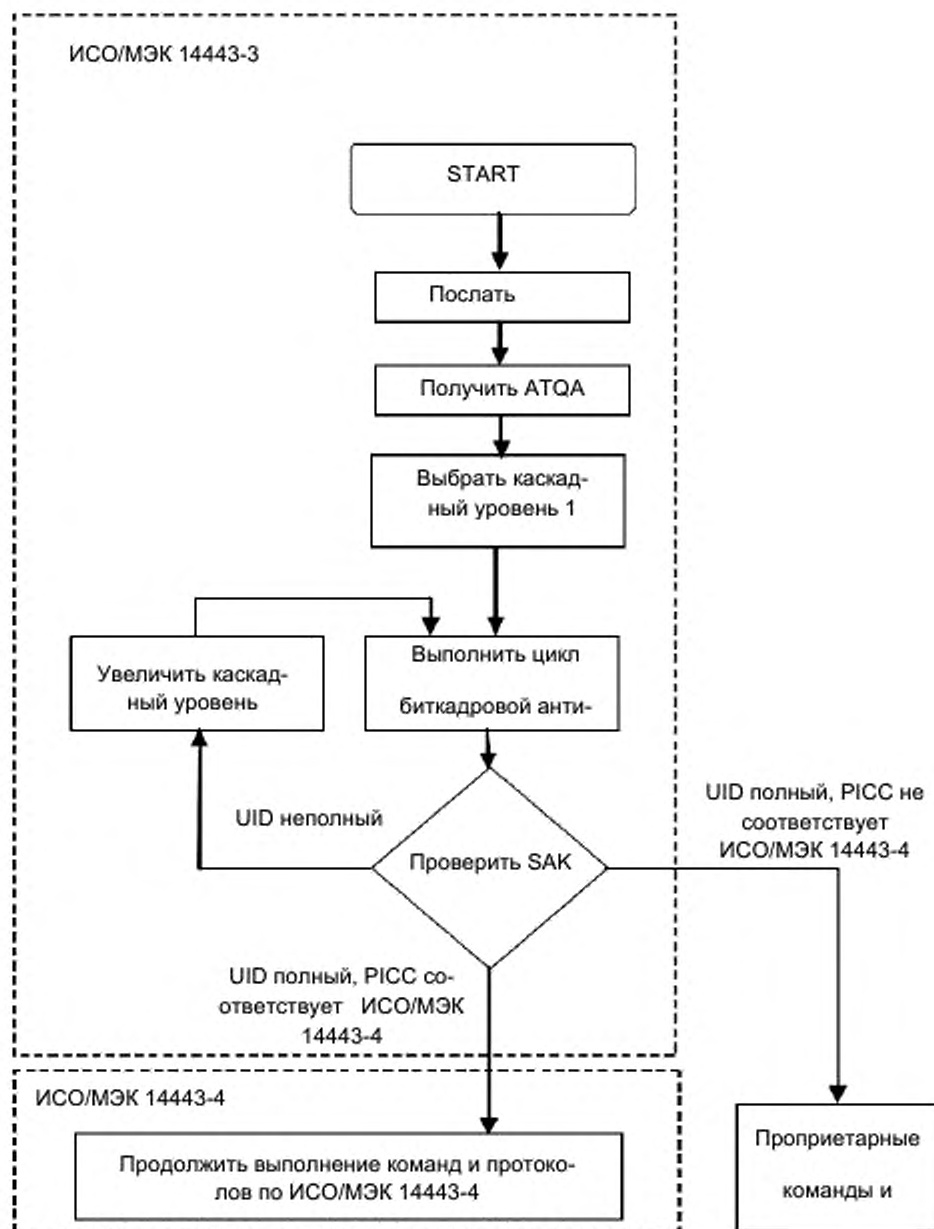 ИСО/МЭК 14443-3
START
Послать
Получить ATQA
Выбрать каскад-
ный уровень 1
Увеличить каскад-
ный уровень
Выполнить цикл
биткадровой анти-
UID неполный
Проверить SAK
UID полный, PICC не
соответствует
ИСО/МЭК 14443-4
UID полный, PICC со-
ответствует ИСО/МЭК
14443-4
ИСО/МЭК 14443-4
Продолжить выполнение команд и протоко-
лов по ИСО/МЭК 14443-4
Проприетарные
команды и